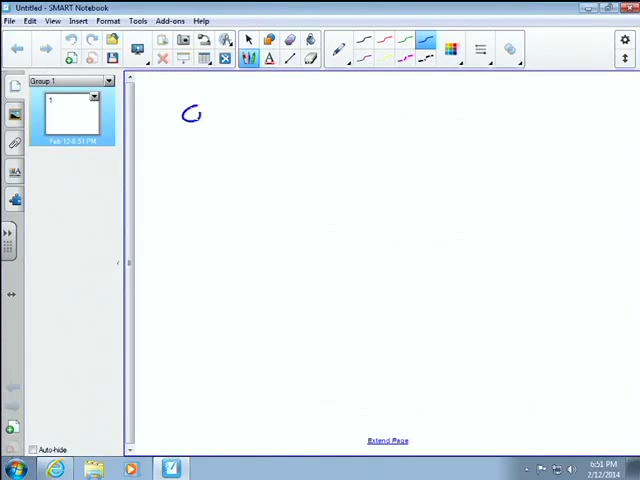 Untitled - SMART Notebook
File Edit View Insert Format Tools Add-ons Help
Group 1
1
Feb 12-6:51 PM
Extend Page
Auto-hide
6:51 PM
2/12/2014